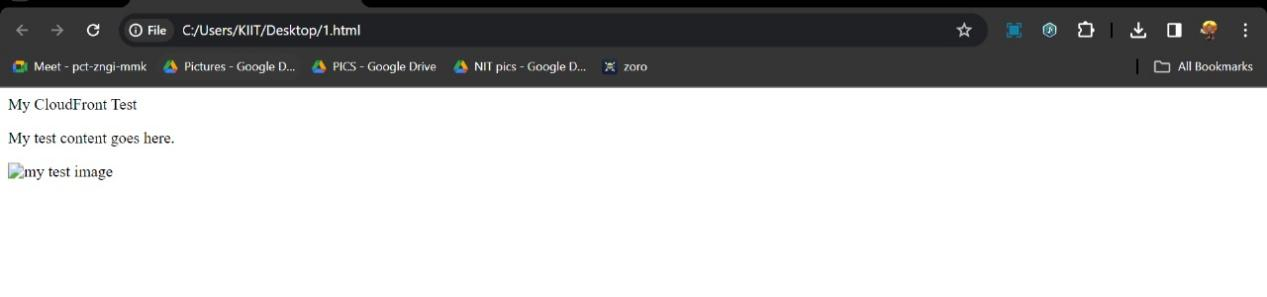 File C:/Users/KIIT/Desktop/1.html
Meet - pct-zngi-mmk Pictures - Google D... PICS - Google Drive NIT pics - Google D... zoro All Bookmarks
My CloudFront Test
My test content goes here.
my test image